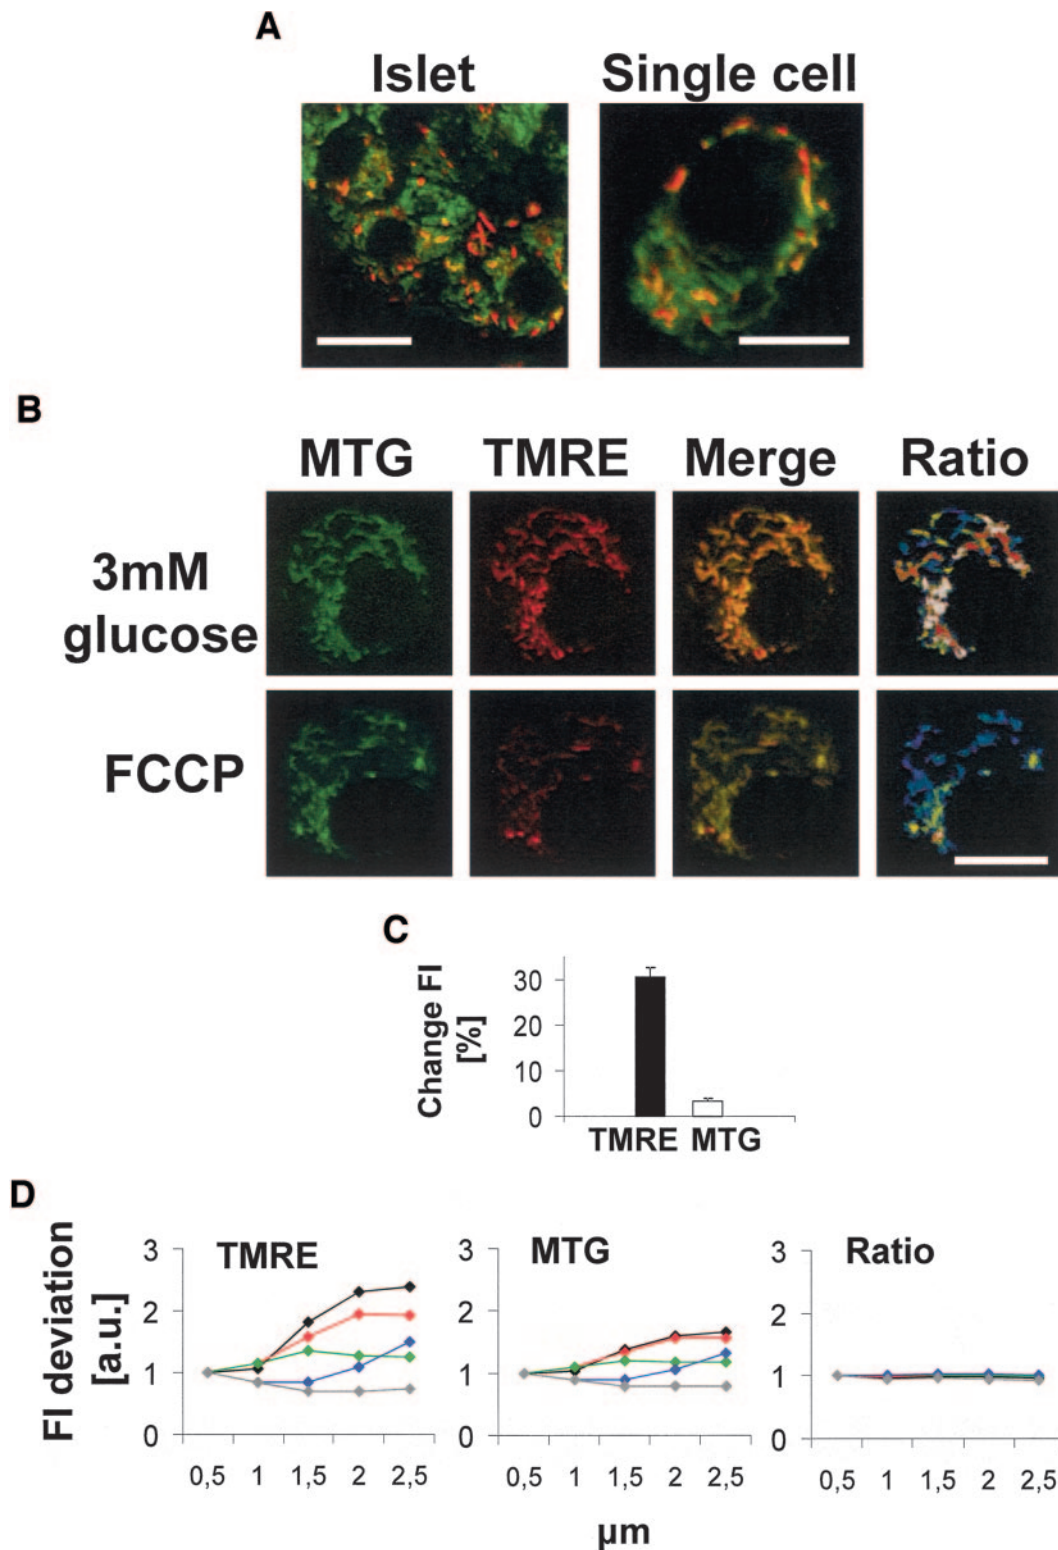 A
Islet
Single cell
B
MTG
TMRE
Merge
Ratio
3mM
glucose
FCCP
C
Change FI
[%]
30
20
10
0
TMRE
MTG
D
FI deviation
[a.u.]
TMRE
3
2
1
0
0,5 1 1,5 2 2,5
MTG
3
2
1
0
0,5 1 1,5 2 2,5
Ratio
3
2
1
0
0,5 1 1,5 2 2,5
µm